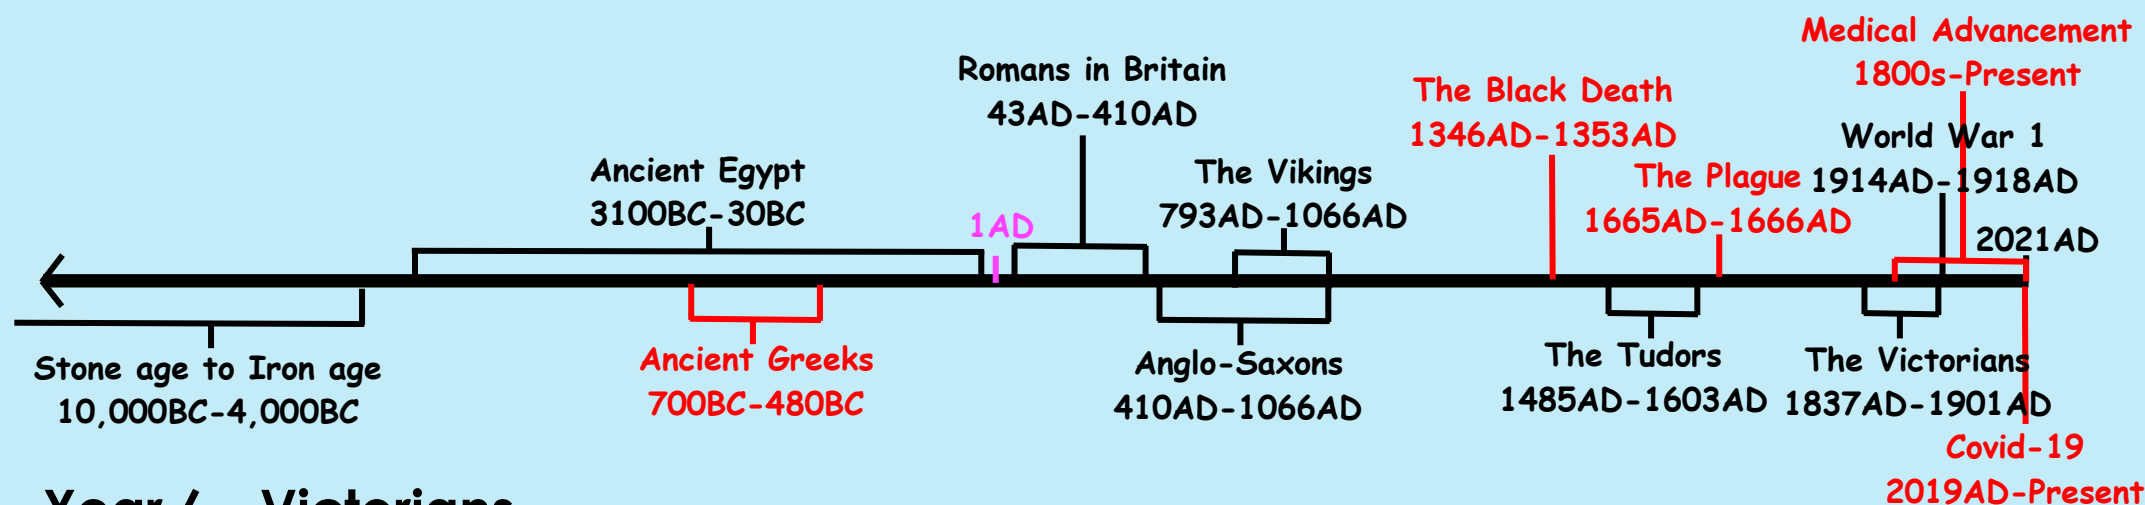 Medical Advancement
1800s-Present
Romans in Britain
43AD-410AD
The Black Death
1346AD-1353AD
World War 1
1914AD-1918AD
Ancient Egypt
3100BC-30BC
The Vikings
793AD-1066AD
The Plague
1665AD-1666AD
1AD
2021AD
Stone age to Iron age
10,000BC-4,000BC
Ancient Greeks
700BC-480BC
Anglo-Saxons
410AD-1066AD
The Tudors
1485AD-1603AD
The Victorians
1837AD-1901AD
Covid-19
2019AD-Present
Year 6 - Victorians